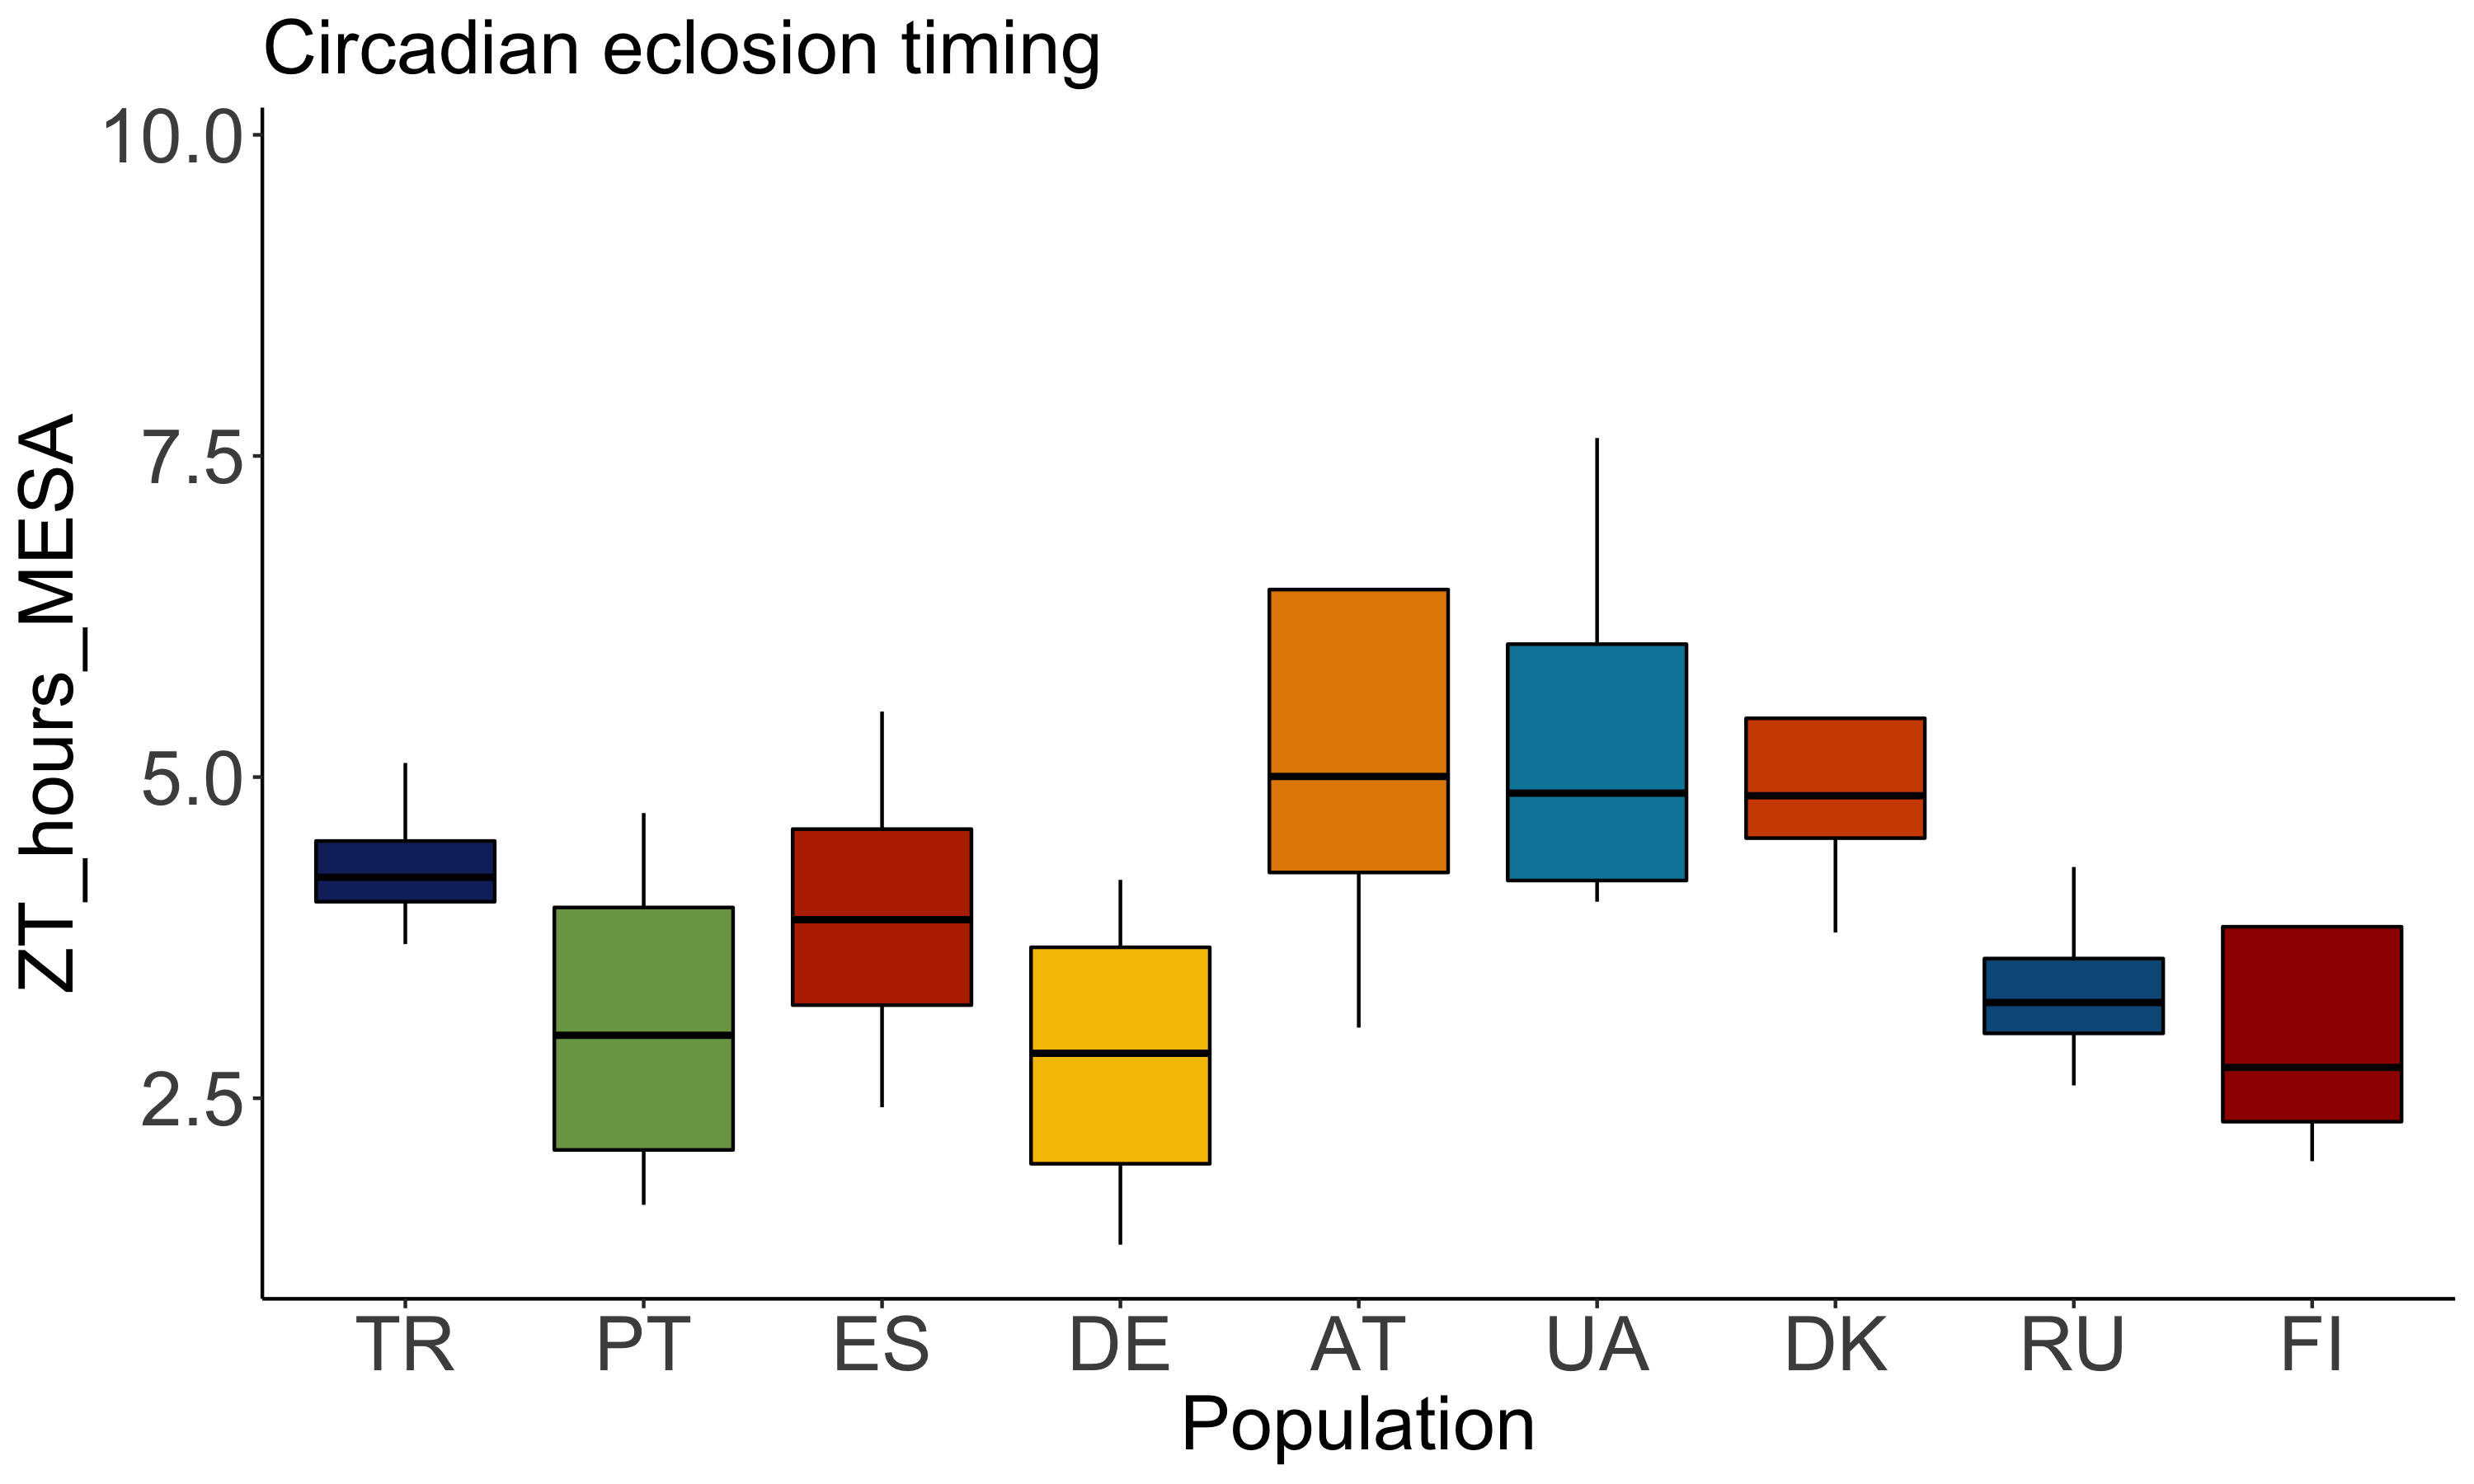 Circadian eclosion timing
ZT_hours_MESA
10.0
7.5
5.0
2.5
TR PT ES DE AT UA DK RU FI
Population